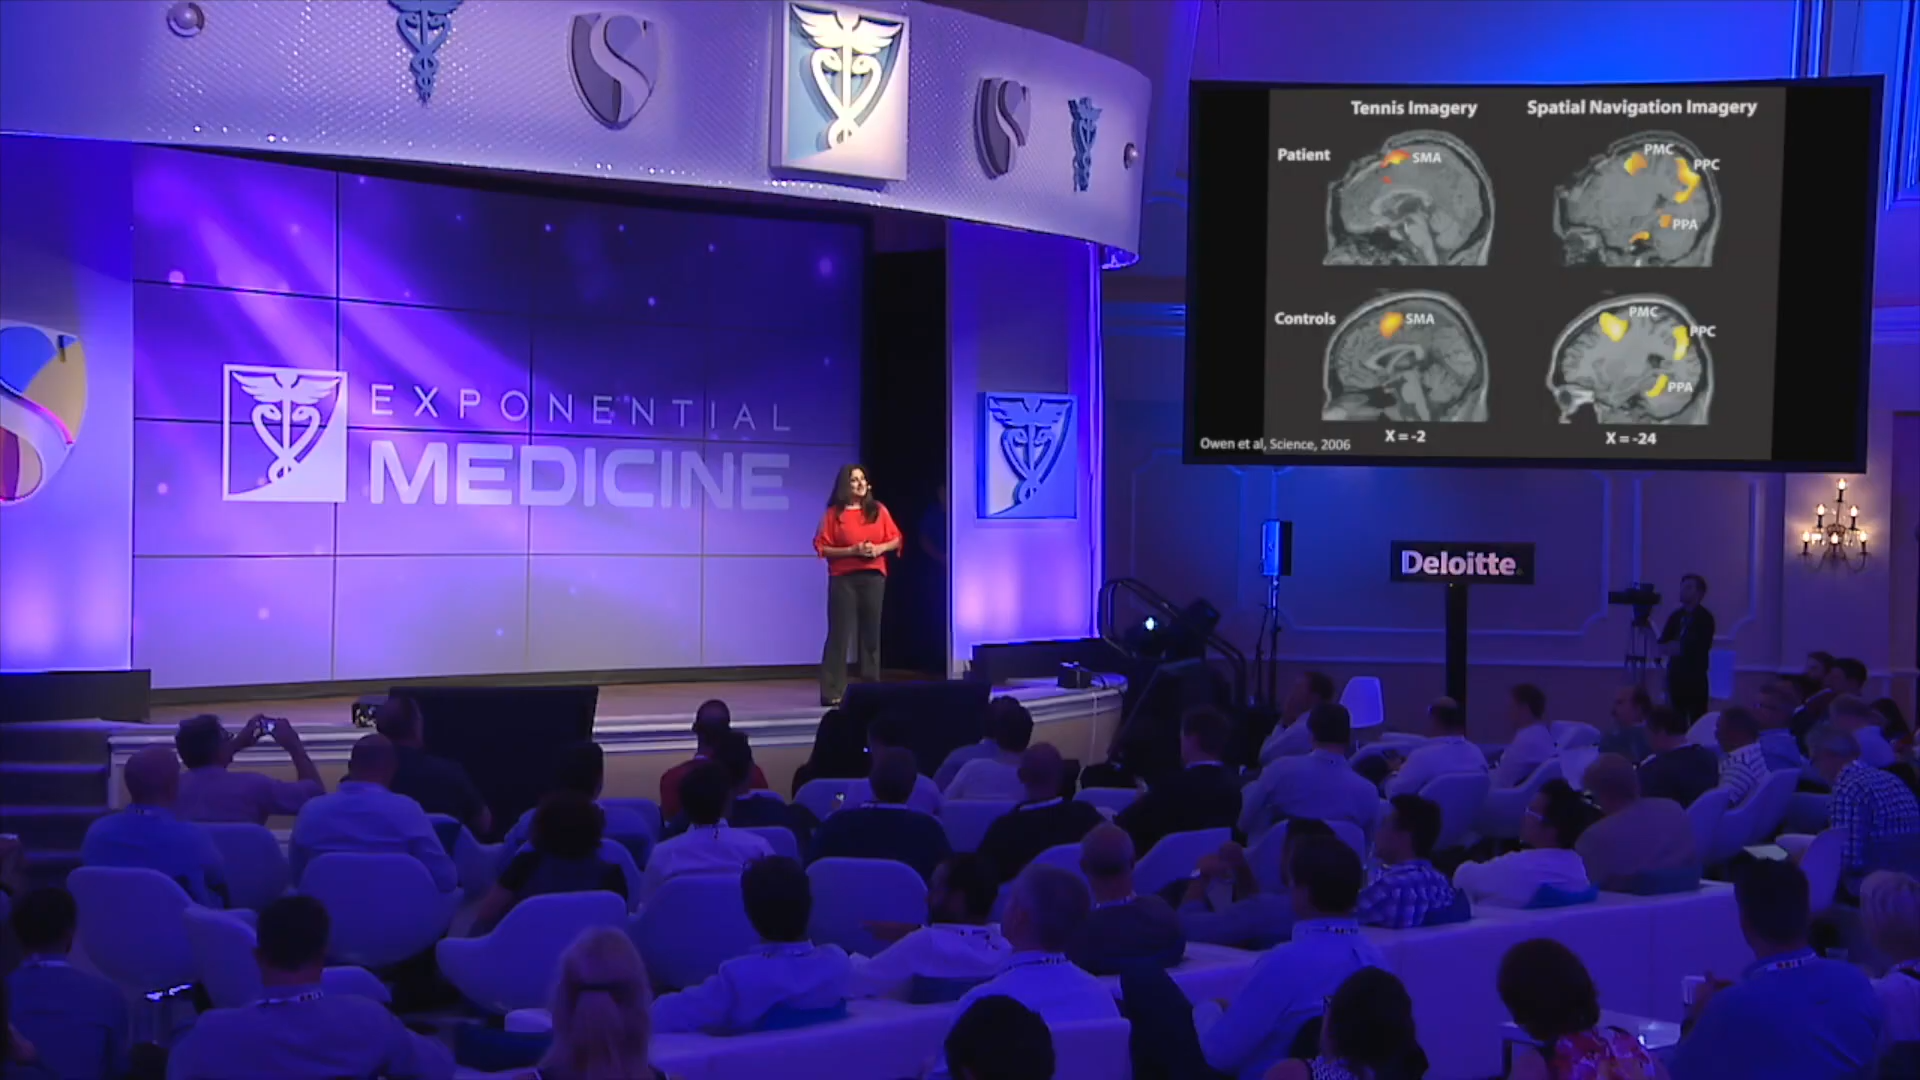 EXPONENTIAL
MEDICINE
Tennis Imagery
Spatial Navigation Imagery
Patient
SMA
PMC
PPC
PPA
Controls
SMA
PMC
PPC
PPA
X = -2
X = -24
Owen et al, Science, 2006
Deloitte.